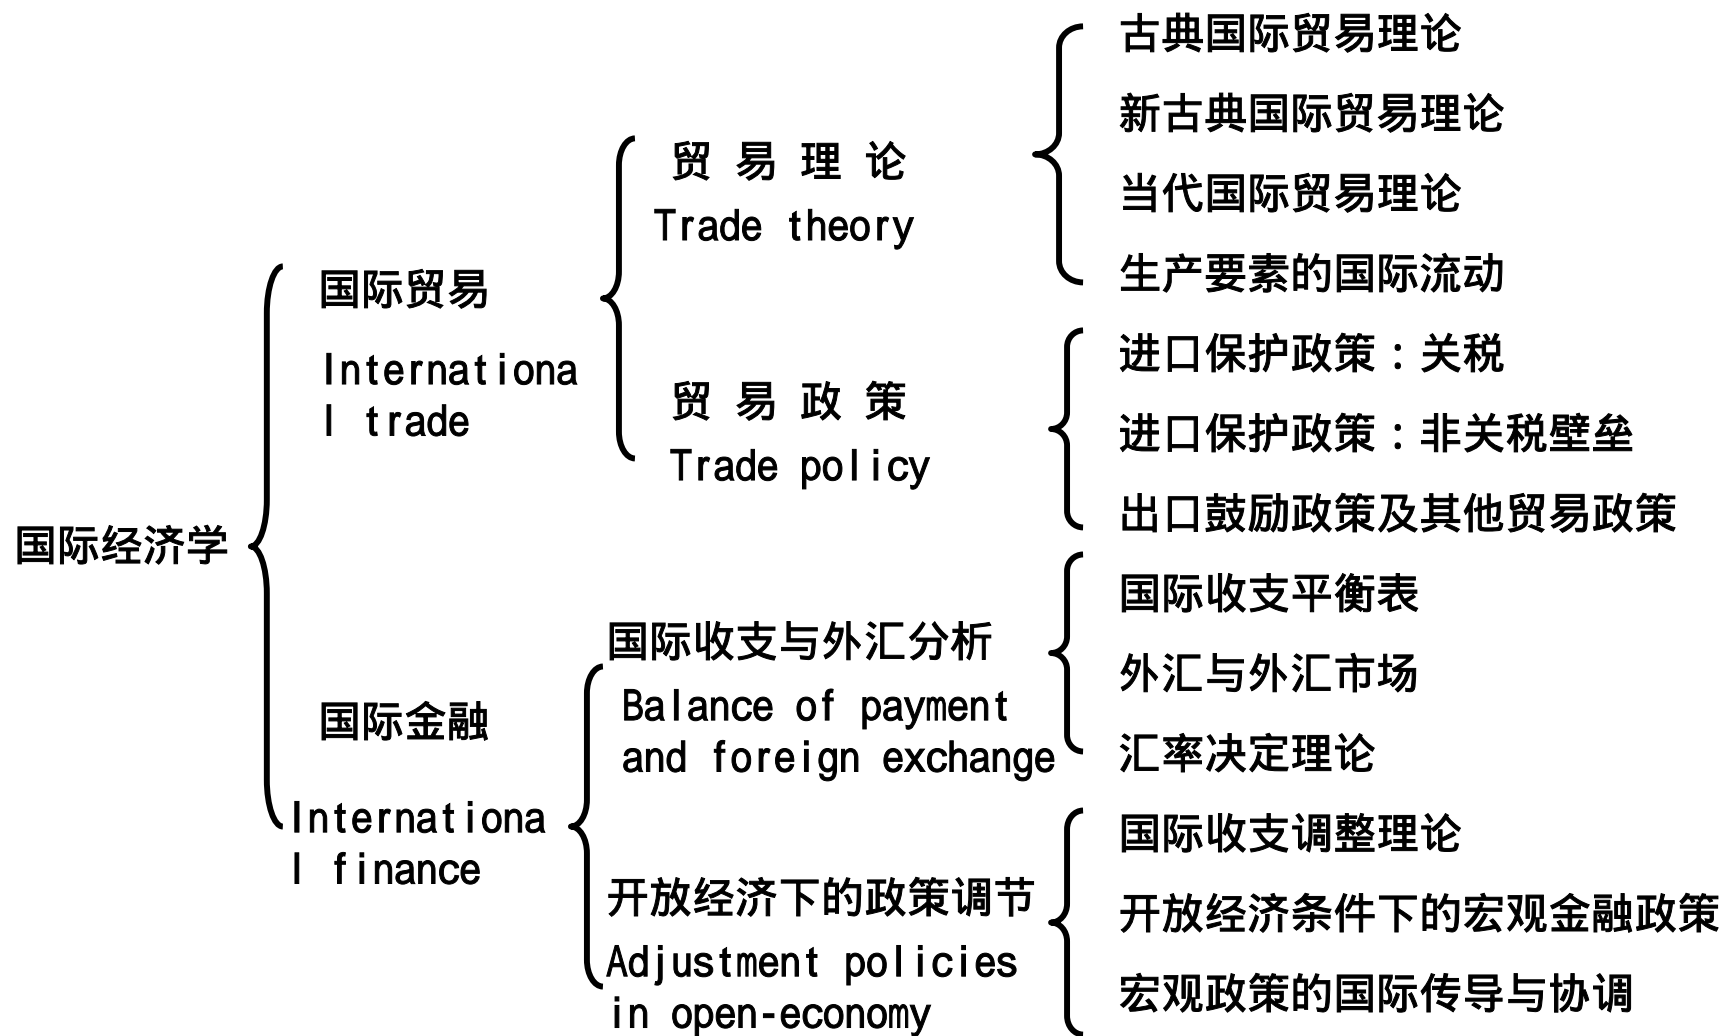 国际经济学
国际贸易
Internationa
l trade
贸易理论
Trade theory
古典国际贸易理论
新古典国际贸易理论
当代国际贸易理论
生产要素的国际流动
贸易政策
Trade policy
进口保护政策：关税
进口保护政策：非关税壁垒
出口鼓励政策及其他贸易政策
国际金融
Internationa
l finance
国际收支与外汇分析
Balance of payment
and foreign exchange
国际收支平衡表
外汇与外汇市场
汇率决定理论
开放经济下的政策调节
Adjustment policies
in open-economy
国际收支调整理论
开放经济条件下的宏观金融政策
宏观政策的国际传导与协调